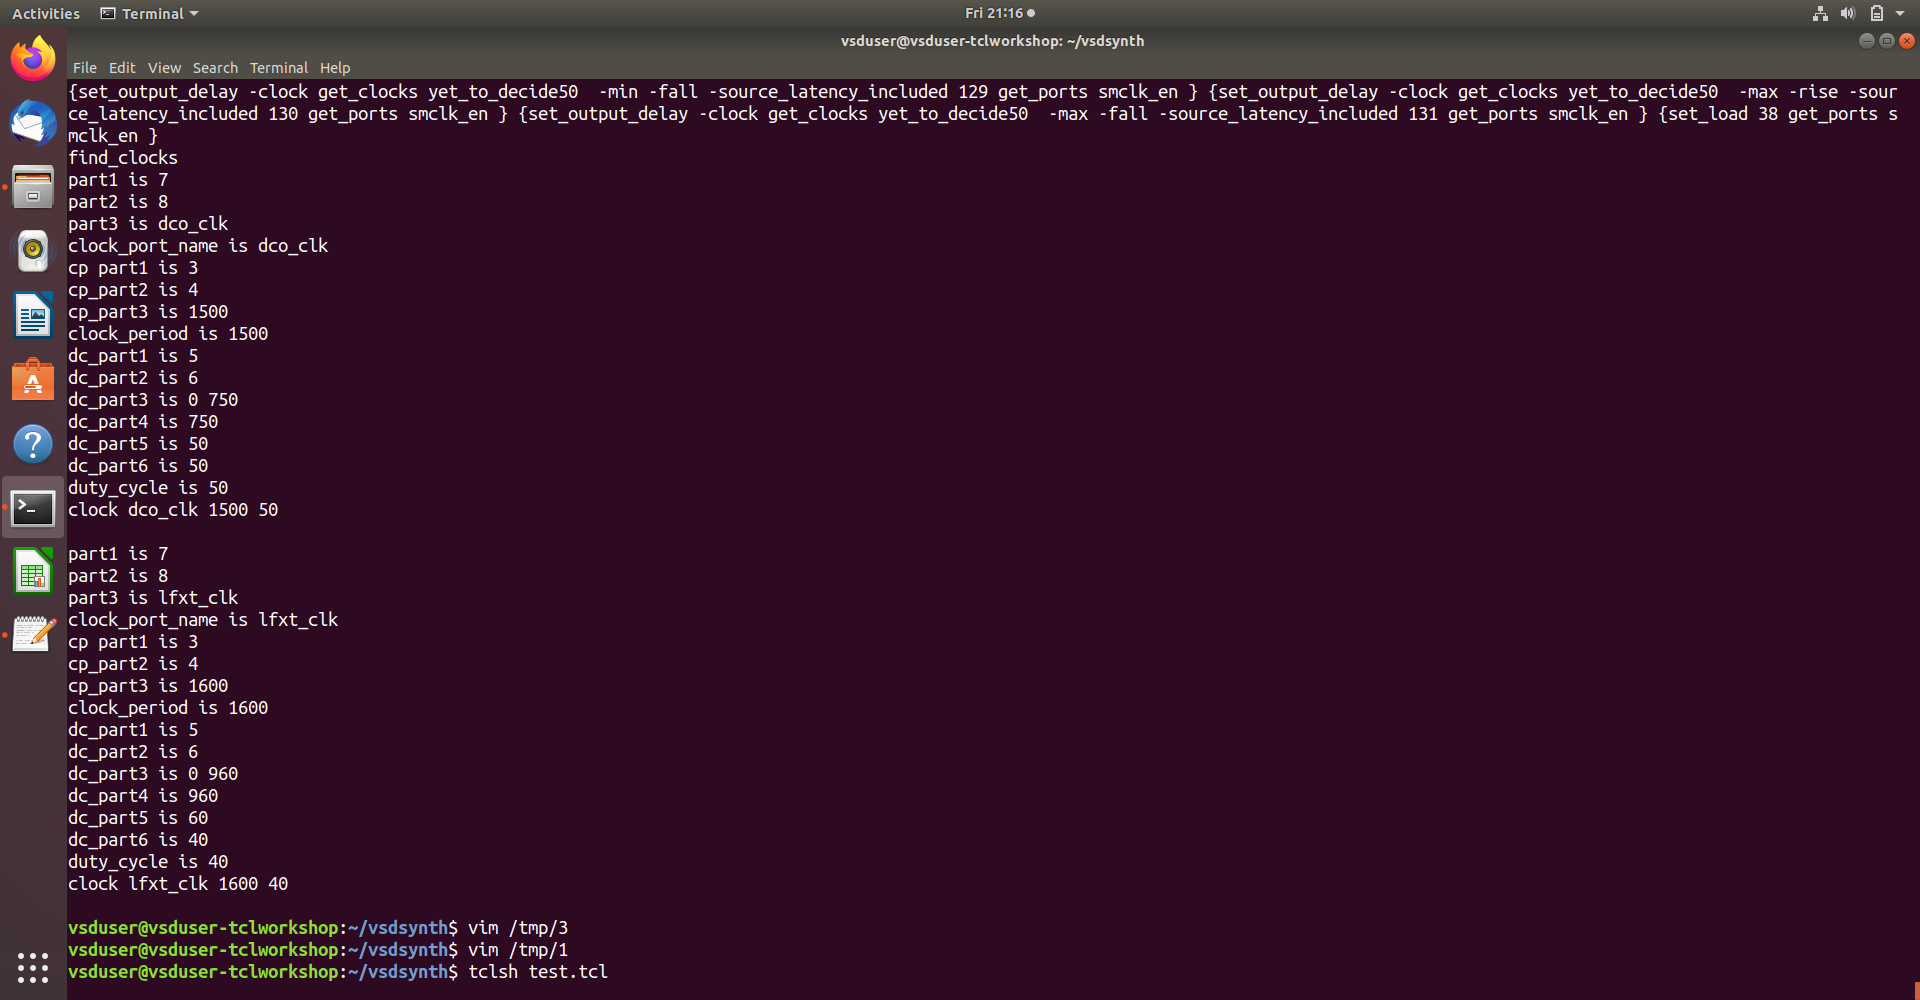 Activities Terminal Fri 21:16
vsduser@vsduser-tclworkshop: ~/vsdsynth
File Edit View Search Terminal Help
{set_output_delay -clock get_clocks yet_to_decide50  -min -fall -source_latency_included 129 get_ports smclk_en } {set_output_delay -clock get_clocks yet_to_decide50  -max -rise -sour
ce_latency_included 130 get_ports smclk_en } {set_output_delay -clock get_clocks yet_to_decide50  -max -fall -source_latency_included 131 get_ports smclk_en } {set_load 38 get_ports s
mclk_en }
find_clocks
part1 is 7
part2 is 8
part3 is dco_clk
clock_port_name is dco_clk
cp part1 is 3
cp_part2 is 4
cp_part3 is 1500
clock_period is 1500
dc_part1 is 5
dc_part2 is 6
dc_part3 is 0 750
dc_part4 is 750
dc_part5 is 50
dc_part6 is 50
duty_cycle is 50
clock dco_clk 1500 50
part1 is 7
part2 is 8
part3 is lfxt_clk
clock_port_name is lfxt_clk
cp part1 is 3
cp_part2 is 4
cp_part3 is 1600
clock_period is 1600
dc_part1 is 5
dc_part2 is 6
dc_part3 is 0 960
dc_part4 is 960
dc_part5 is 60
dc_part6 is 40
duty_cycle is 40
clock lfxt_clk 1600 40
vsduser@vsduser-tclworkshop:~/vsdsynth$ vim /tmp/3
vsduser@vsduser-tclworkshop:~/vsdsynth$ vim /tmp/1
vsduser@vsduser-tclworkshop:~/vsdsynth$ tclsh test.tcl